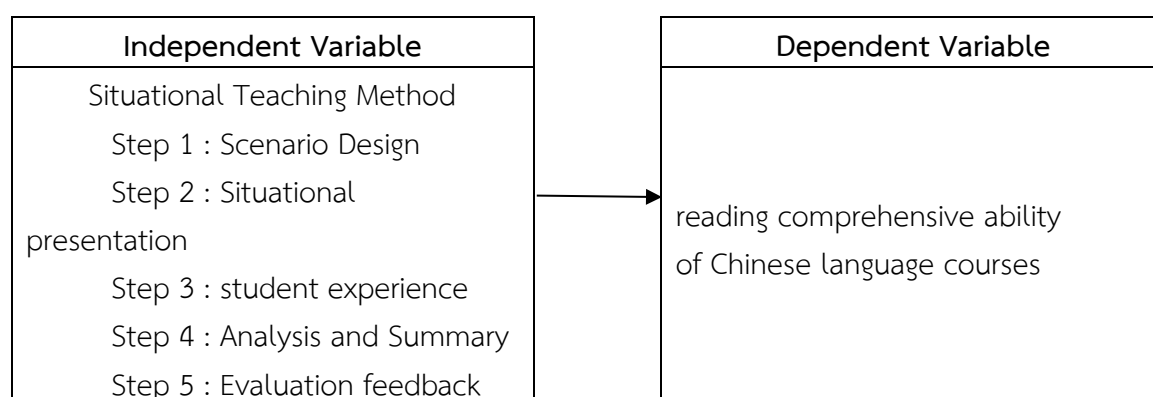 Independent Variable
Situational Teaching Method
Step 1 : Scenario Design
Step 2 : Situational
presentation
Step 3 : student experience
Step 4 : Analysis and Summary
Step 5 : Evaluation feedback
Dependent Variable
reading comprehensive ability
of Chinese language courses